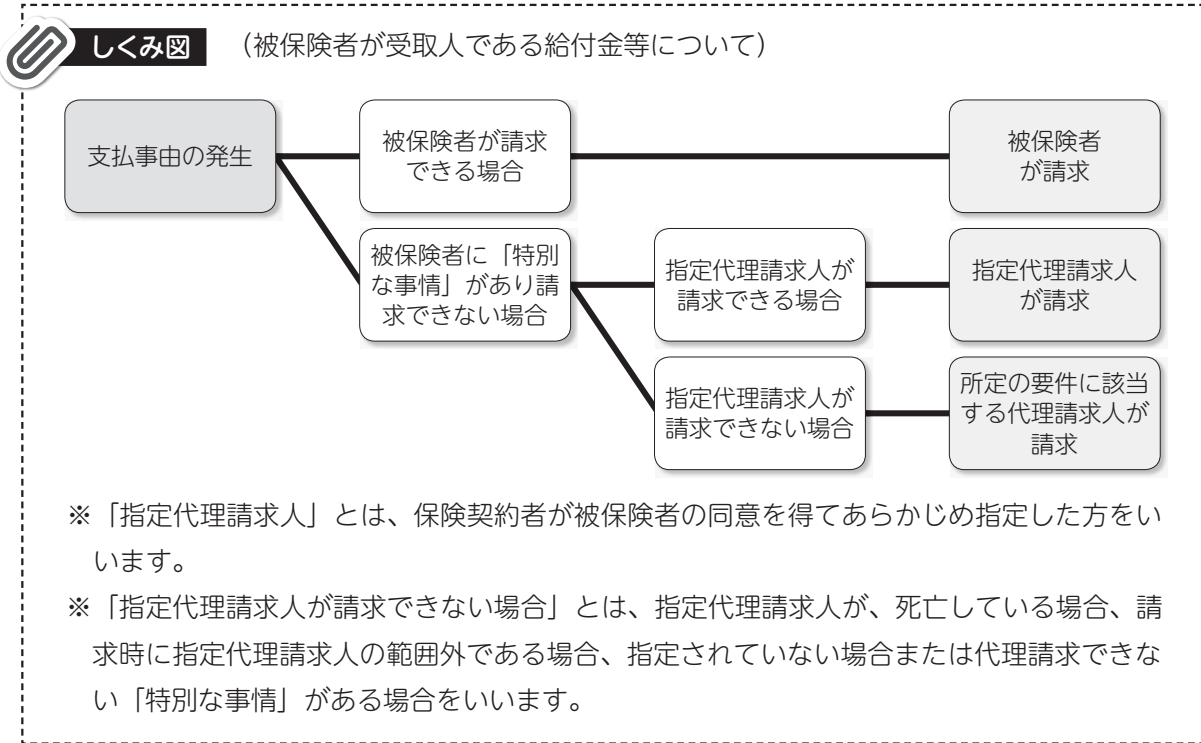 しくみ図 （被保険者が受取人である給付金等について）
支払事由の発生
被保険者が請求
できる場合
被保険者
が請求
被保険者に「特別
な事情」があり請
求できない場合
指定代理請求人が
請求できる場合
指定代理請求人
が請求
指定代理請求人が
請求できない場合
所定の要件に該当
する代理請求人が
請求
※「指定代理請求人」とは、保険契約者が被保険者の同意を得てあらかじめ指定した方をい
います。
※「指定代理請求人が請求できない場合」とは、指定代理請求人が、死亡している場合、請
求時に指定代理請求人の範囲外である場合、指定されていない場合または代理請求できな
い「特別な事情」がある場合をいいます。